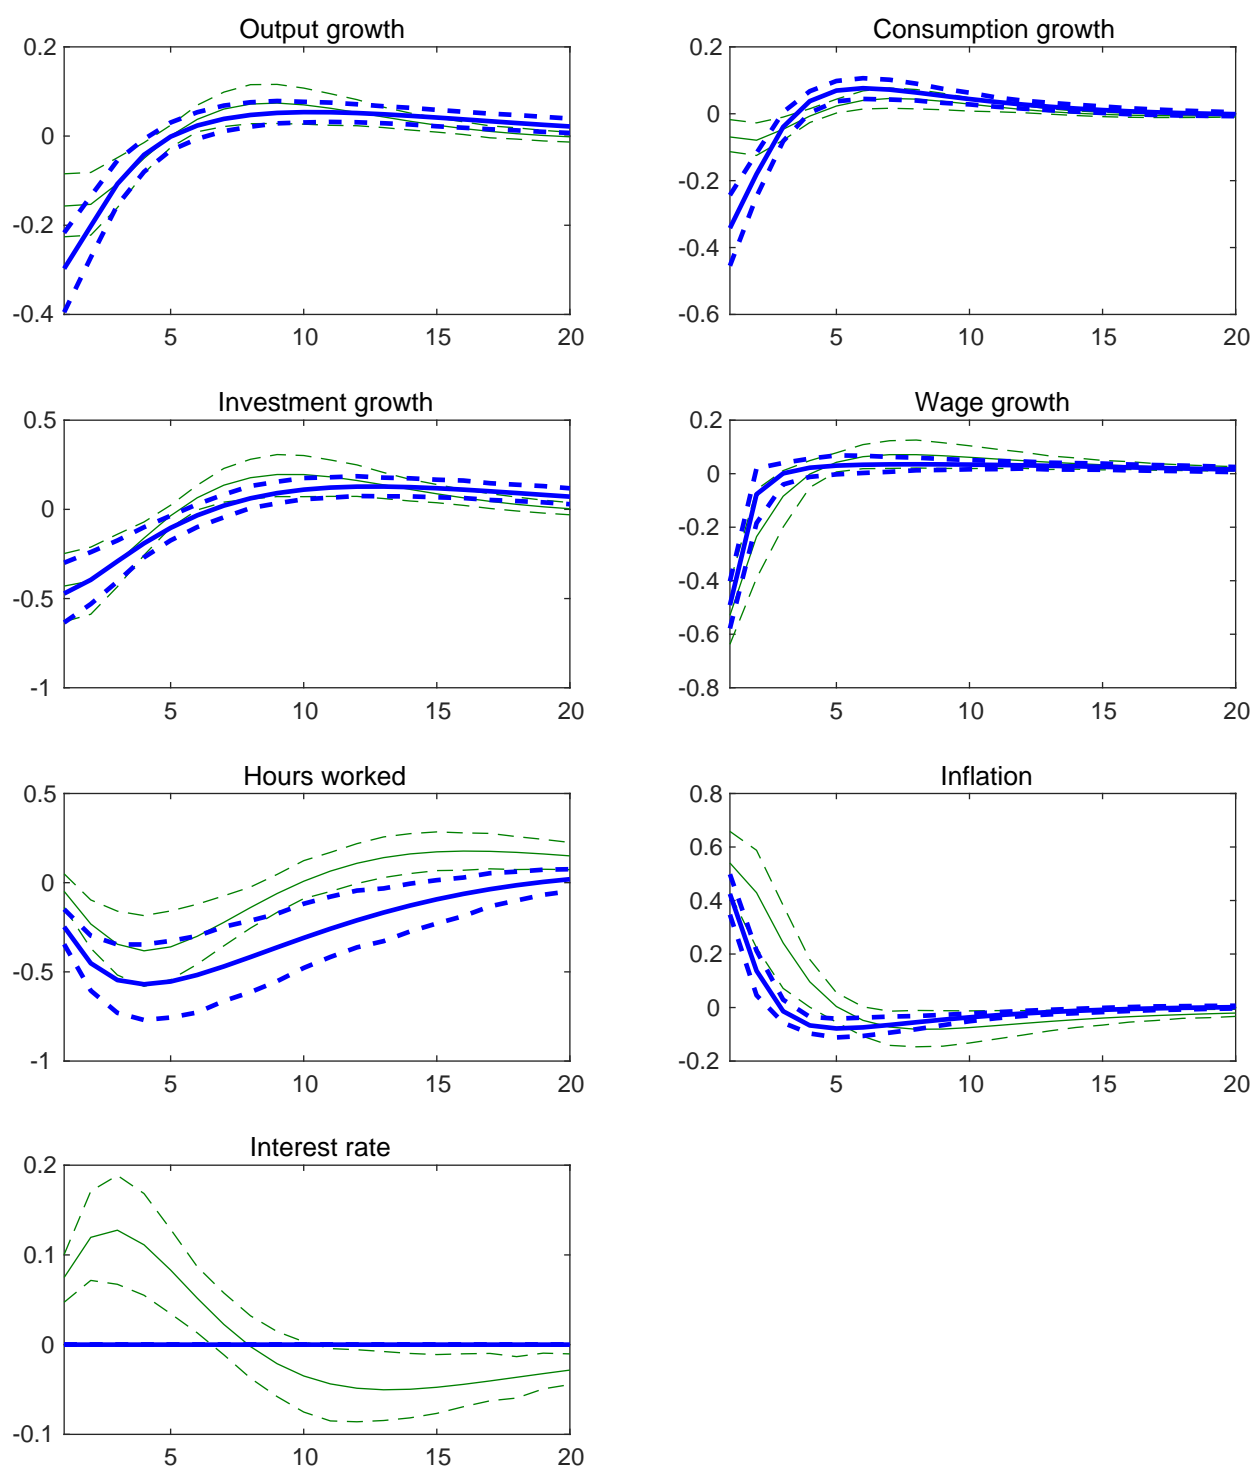 Output growth
0.2
0
-0.2
-0.4
5 10 15 20
Consumption growth
0.2
0
-0.2
-0.4
-0.6
5 10 15 20
Investment growth
0.5
0
-0.5
-1
5 10 15 20
Wage growth
0.2
0
-0.2
-0.4
-0.6
-0.8
5 10 15 20
Hours worked
0.5
0
-0.5
-1
5 10 15 20
Inflation
0.8
0.6
0.4
0.2
0
-0.2
5 10 15 20
Interest rate
0.2
0.1
0
-0.1
5 10 15 20